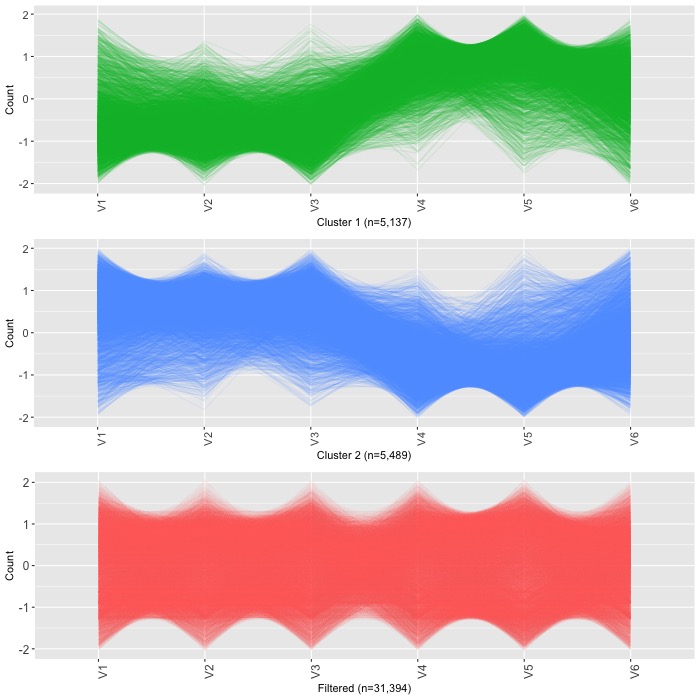 2
1
Count
0
-1
-2
V1 V2 V3 V4 V5 V6
Cluster 1 (n=5,137)
2
1
Count
0
-1
-2
V1 V2 V3 V4 V5 V6
Cluster 2 (n=5,489)
2
1
Count
0
-1
-2
V1 V2 V3 V4 V5 V6
Filtered (n=31,394)